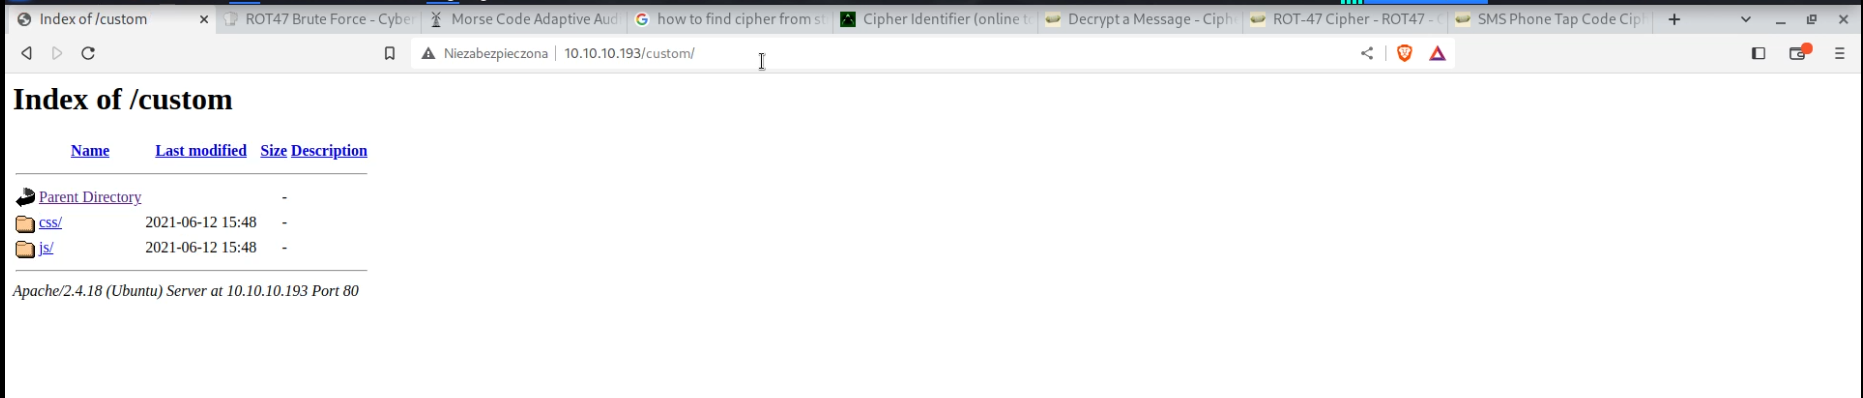 Index of /custom
ROT47 Brute Force - Cyber
Morse Code Adaptive Aud
how to find cipher from st
Cipher Identifier (online to
Decrypt a Message - Ciph
ROT-47 Cipher - ROT47 -
SMS Phone Tap Code Ciph
Niezabezpieczona 10.10.10.193/custom/
Index of /custom
Name Last modified Size Description
Parent Directory -
css/ 2021-06-12 15:48 -
js/ 2021-06-12 15:48 -
Apache/2.4.18 (Ubuntu) Server at 10.10.10.193 Port 80